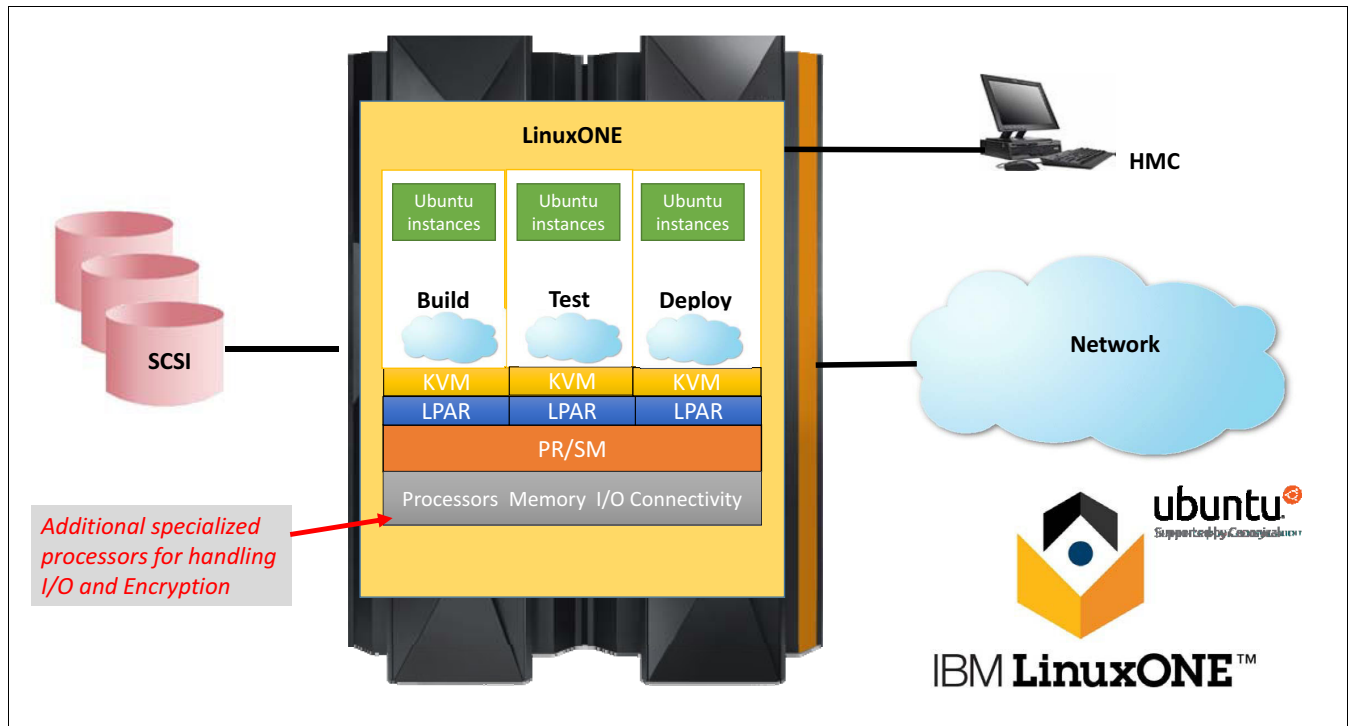 LinuxONE
Ubuntu
instances
Ubuntu
instances
Ubuntu
instances
Build
Test
Deploy
KVM
KVM
KVM
LPAR
LPAR
LPAR
PR/SM
Processors Memory I/O Connectivity
SCSI
Additional specialized
processors for handling
I/O and Encryption
HMC
Network
ubuntu
IBM LinuxONE™